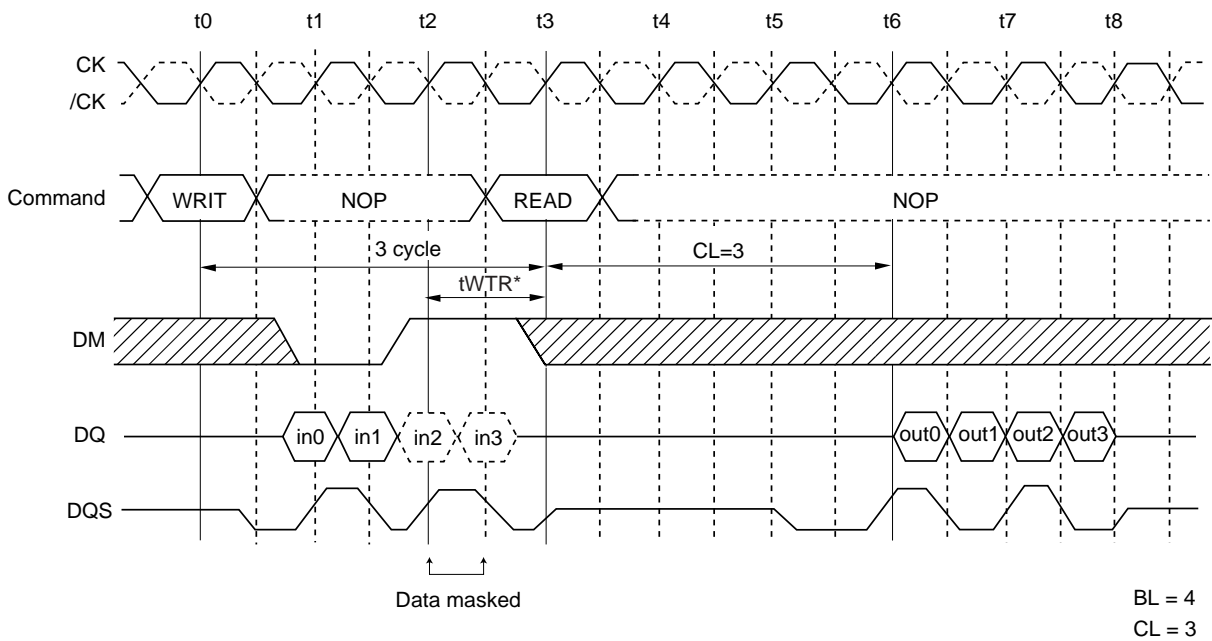 t0 t1 t2 t3 t4 t5 t6 t7 t8
CK
/CK
Command WRIT NOP READ NOP
3 cycle CL=3
tWTR*
DM
DQ in0 in1 in2 in3 out0 out1 out2 out3
DQS
Data masked
BL = 4
CL = 3